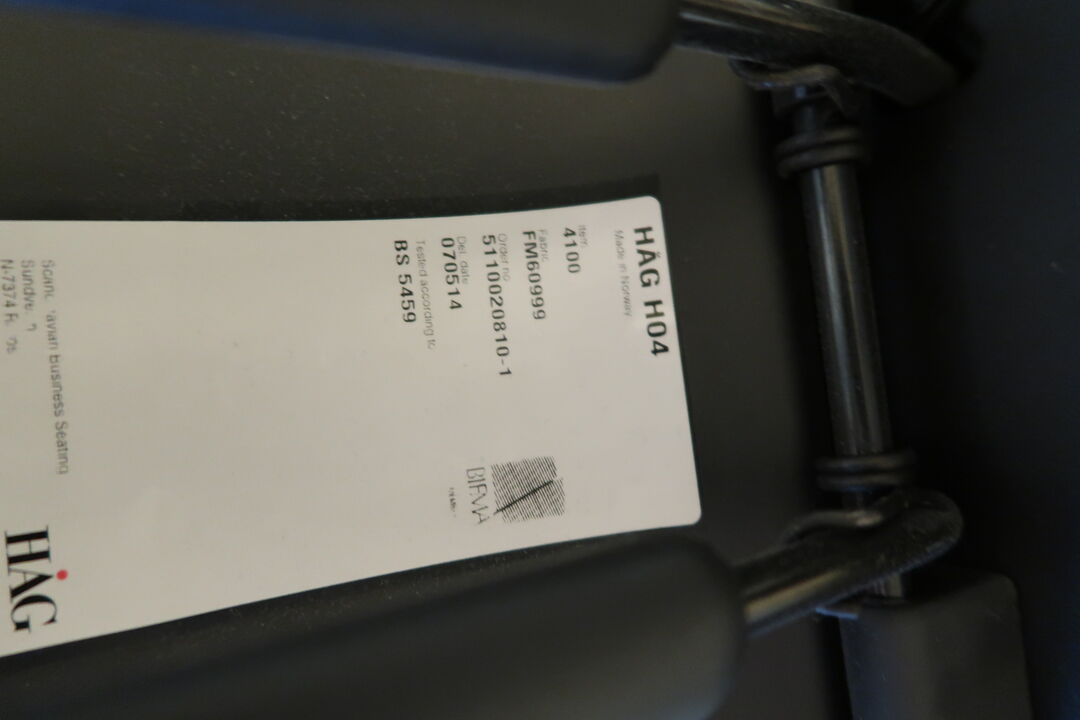 HÅG H04
Made in Norway
Item
4100
Fabric
FM60999
Order no
5110020810-1
Del. date
070514
Tested according to
BS 5459
BIFMA
business Seating
N-7374
HÅG